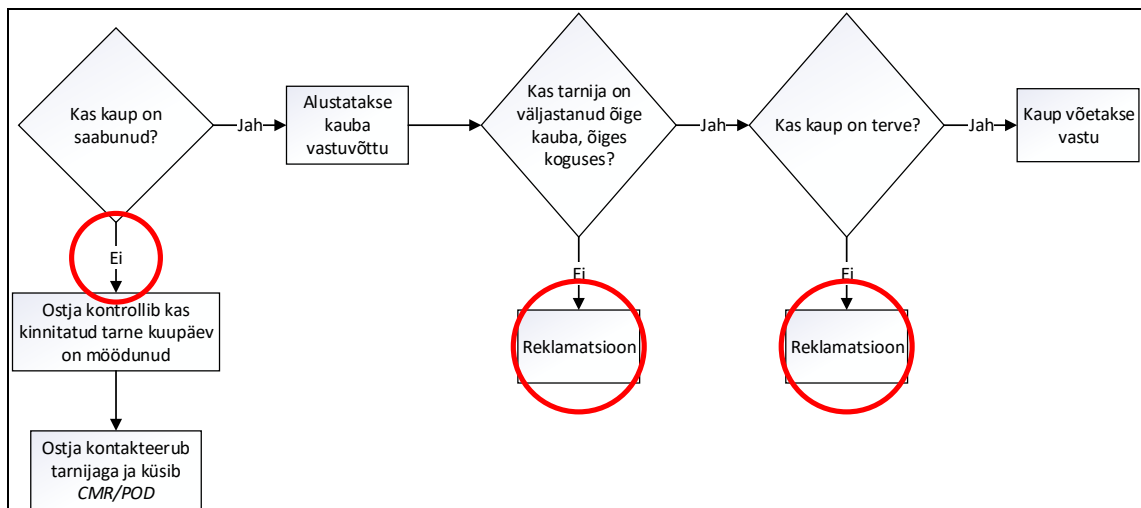 Kas kaup on
saabunud?
Jah
Alustatakse
kauba
vastuvõttu
Kas tarnija on
väljastanud õige
kauba, õiges
koguses?
Jah
Kas kaup on terve?
Jah
Kaup võetakse
vastu
Ei
Ostja kontrollib kas
kinnitatud tarne kuupäev
on möödunud
Ostja kontakteerub
tarnijaga ja küsib
CMR/POD
Ei
Reklamatsioon
Ei
Reklamatsioon